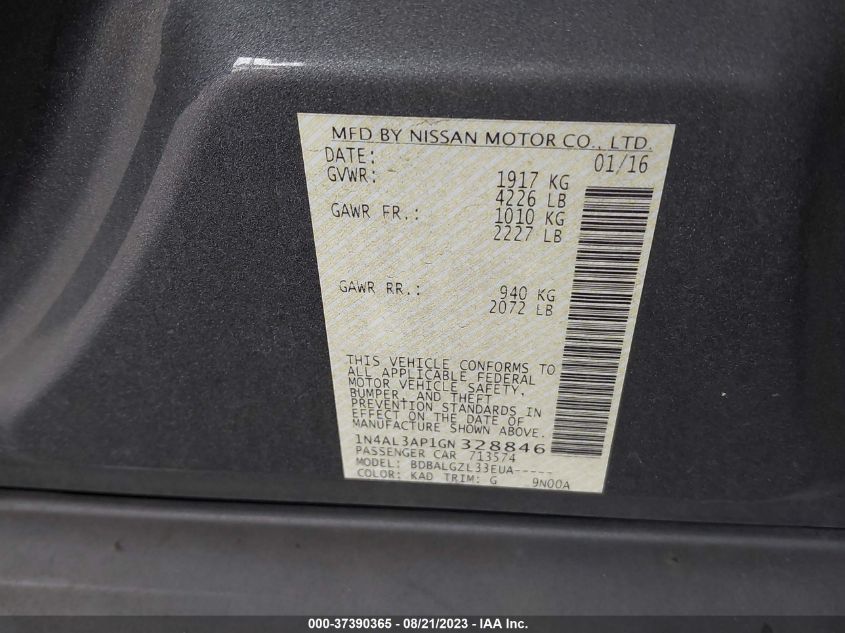 MFD BY NISSAN MOTOR CO., LTD.
DATE: 01/16
GVWR: 1917 KG
4226 LB
GAWR FR.: 1010 KG
2227 LB
GAWR RR.: 940 KG
2072 LB
THIS VEHICLE CONFORMS TO
ALL APPLICABLE FEDERAL
MOTOR VEHICLE SAFETY,
BUMPER, AND THEFT
PREVENTION STANDARDS IN
EFFECT ON THE DATE OF
MANUFACTURE SHOWN ABOVE.
1N4AL3AP1GN 328846
PASSENGER CAR 713574
MODEL: BDBALGZL33EUA-----
COLOR: KAD TRIM: G 9N00A
000-37390365 - 08/21/2023 - IAA Inc.